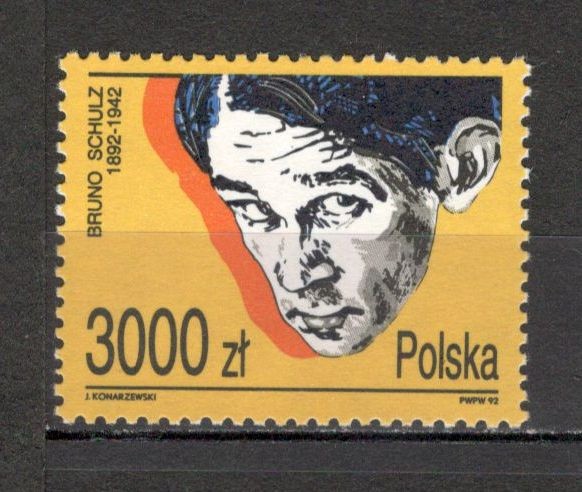 BRUNO SCHULZ
1892-1942
3000 zł
Polska
J. KONARZEWSKI
PWPW 92